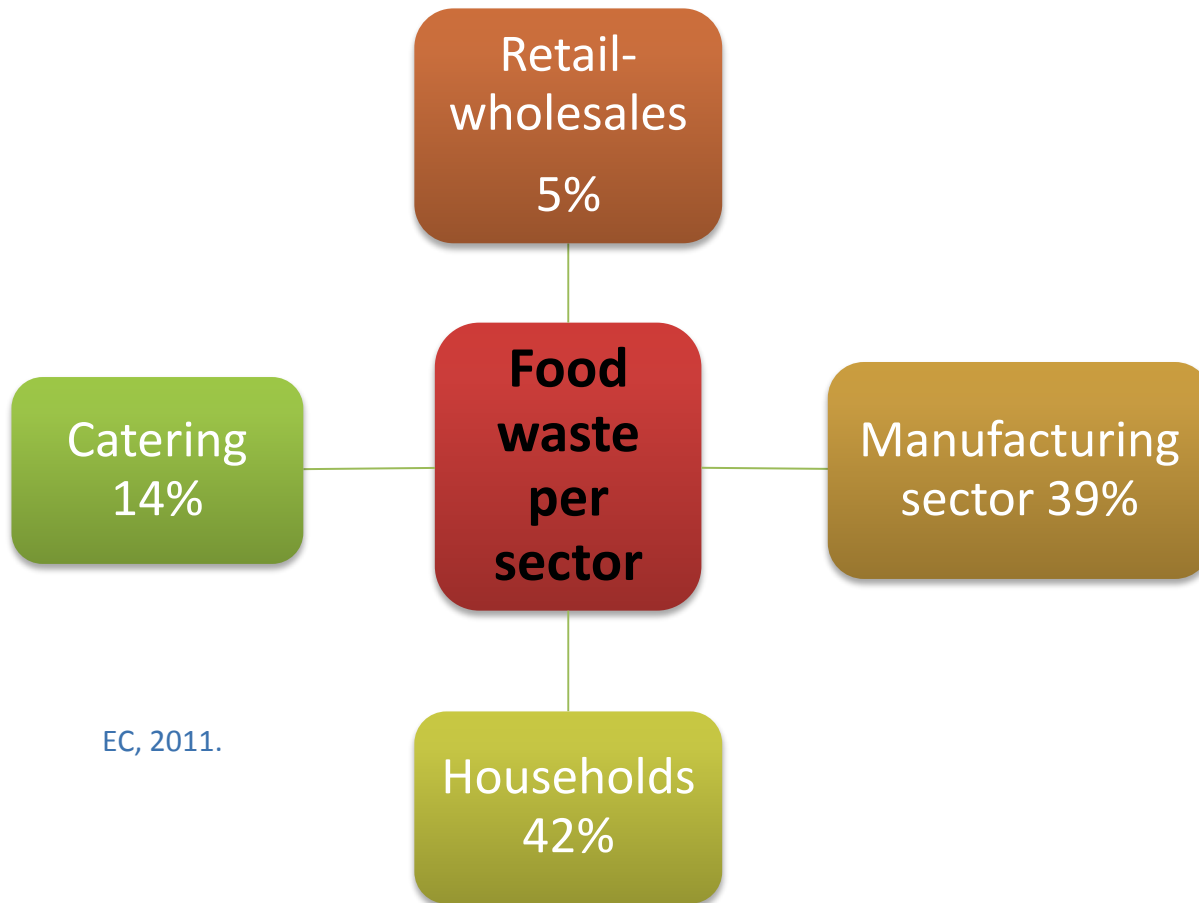 Retail-
wholesales
5%
Food
waste
per
sector
Catering
14%
Manufacturing
sector 39%
EC, 2011.
Households
42%